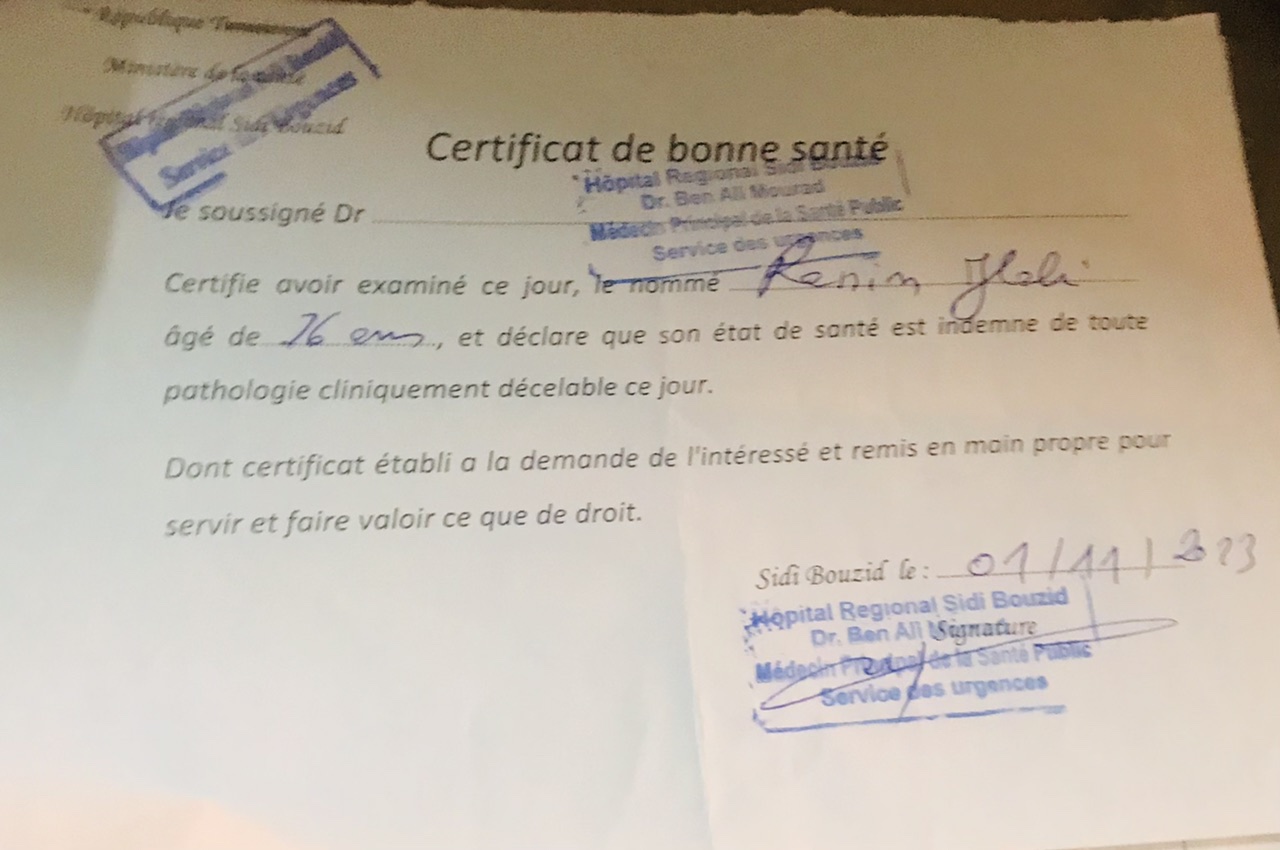 République
Ministère de la santé
Hôpital régional Sidi Bouzid
Service
Certificat de bonne santé
Hôpital Regional Sidi Bouzid
Dr. Ben Ali Mourad
Médecin Principal de la Santé Public
Service des urgences
Je soussigné Dr
Certifie avoir examiné ce jour, le nommé Renim
âgé de 26 ans, et déclare que son état de santé est indemne de toute
pathologie cliniquement décelable ce jour.
Dont certificat établi a la demande de l'intéressé et remis en main propre pour
servir et faire valoir ce que de droit.
Sidi Bouzid le : 01/11/2023
Hôpital Regional Sidi Bouzid
Dr. Ben Ali
Signature
Médecin Principal de la Santé Public
Service des urgences